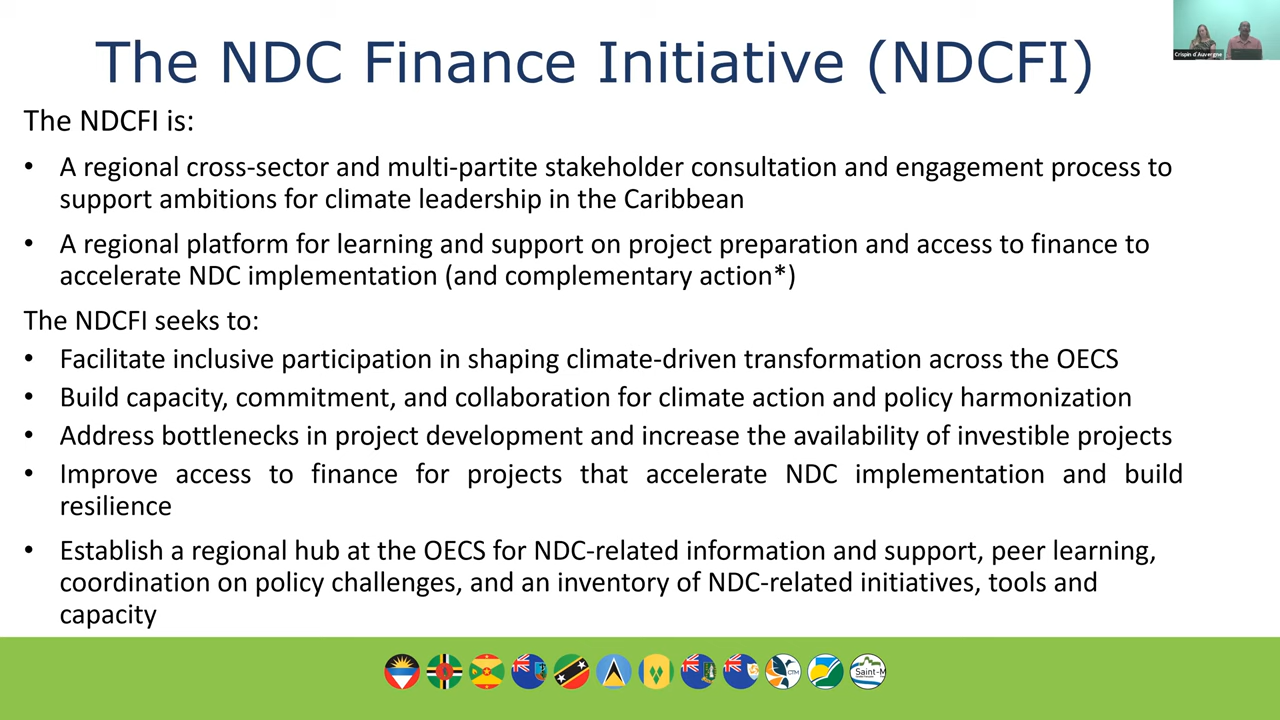 The NDC Finance Initiative (NDCFI)
Crispin d'Auvergne
The NDCFI is:
• A regional cross-sector and multi-partite stakeholder consultation and engagement process to
support ambitions for climate leadership in the Caribbean
• A regional platform for learning and support on project preparation and access to finance to
accelerate NDC implementation (and complementary action*)
The NDCFI seeks to:
• Facilitate inclusive participation in shaping climate-driven transformation across the OECS
• Build capacity, commitment, and collaboration for climate action and policy harmonization
• Address bottlenecks in project development and increase the availability of investible projects
• Improve access to finance for projects that accelerate NDC implementation and build
resilience
• Establish a regional hub at the OECS for NDC-related information and support, peer learning,
coordination on policy challenges, and an inventory of NDC-related initiatives, tools and
capacity
CTM
Saint-M